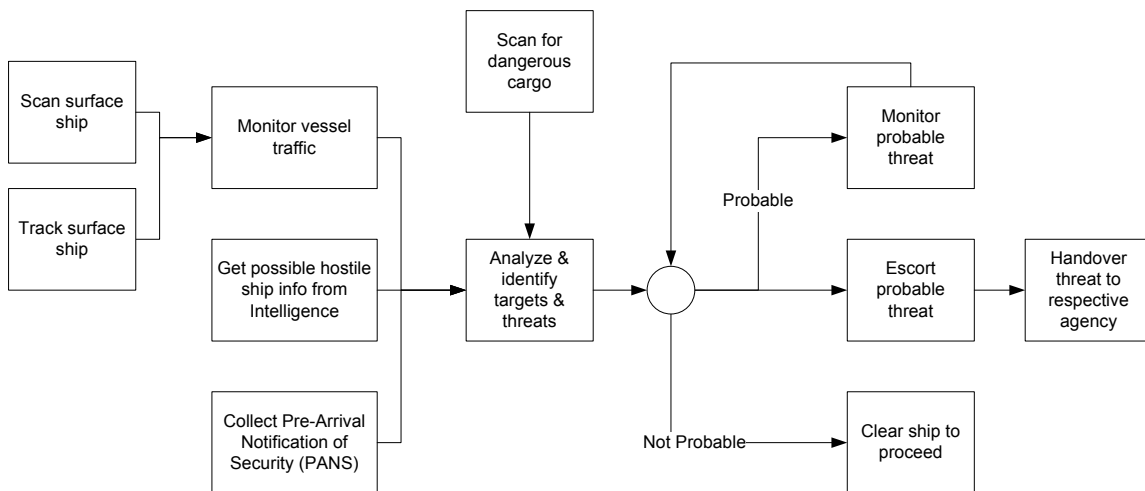 Scan surface
ship
Track surface
ship
Monitor vessel
traffic
Get possible hostile
ship info from
Intelligence
Collect Pre-Arrival
Notification of
Security (PANS)
Scan for
dangerous
cargo
Analyze &
identify
targets &
threats
Probable
Not Probable
Monitor
probable
threat
Escort
probable
threat
Clear ship to
proceed
Handover
threat to
respective
agency